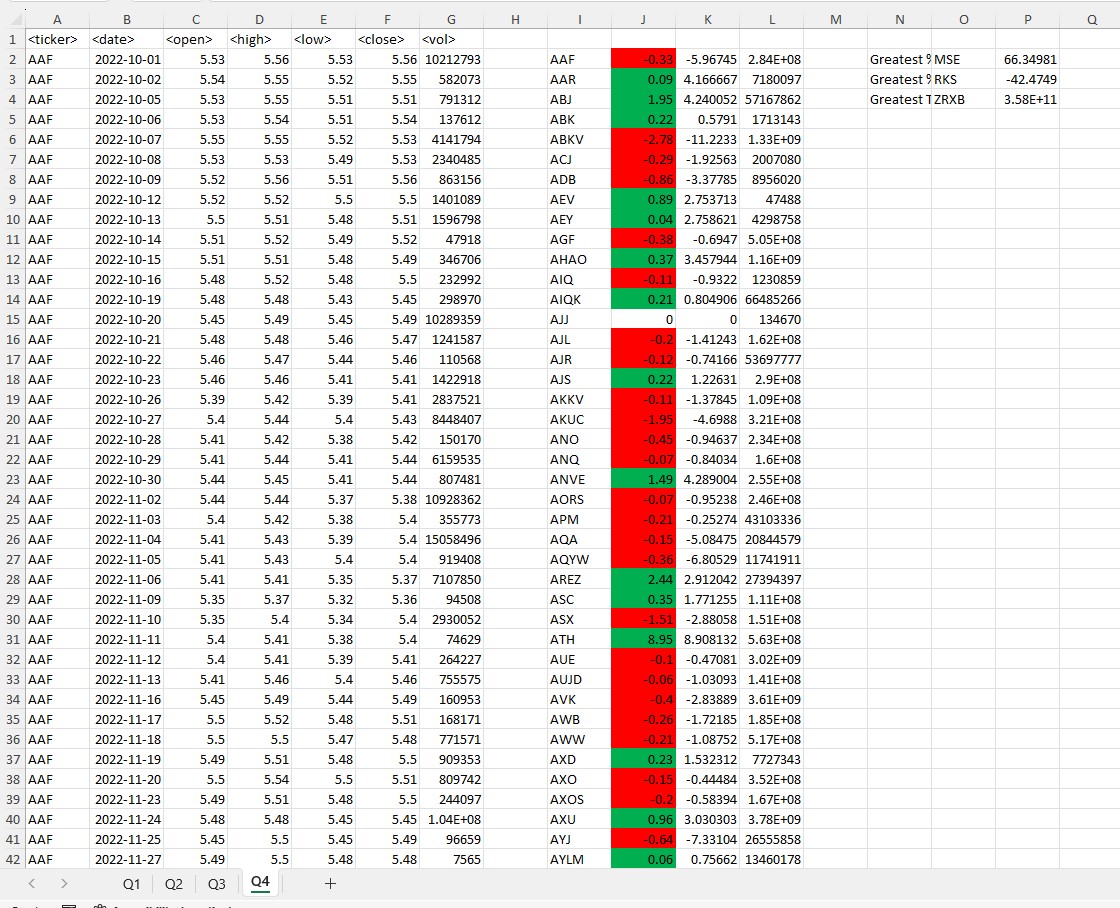 A B C D E F G H I J K L M N O P Q
1 <ticker> <date> <open> <high> <low> <close> <vol>
2 AAF 2022-10-01 5.53 5.56 5.53 5.56 10212793 AAF -0.33 -5.96745 2.84E+08 Greatest % MSE 66.34981
3 AAF 2022-10-02 5.54 5.55 5.52 5.55 582073 AAR 0.09 4.166667 7180097 Greatest % RKS -42.4749
4 AAF 2022-10-05 5.53 5.55 5.51 5.51 791312 ABJ 1.95 4.240052 57167862 Greatest T ZRXB 3.58E+11
5 AAF 2022-10-06 5.53 5.54 5.51 5.54 137612 ABK 0.22 0.5791 1713143
6 AAF 2022-10-07 5.55 5.55 5.52 5.53 4141794 ABKV -2.78 -11.2233 1.33E+09
7 AAF 2022-10-08 5.53 5.53 5.49 5.53 2340485 ACJ -0.29 -1.92563 2007080
8 AAF 2022-10-09 5.52 5.56 5.51 5.56 863156 ADB -0.86 -3.37785 8956020
9 AAF 2022-10-12 5.52 5.52 5.5 5.5 1401089 AEV 0.89 2.753713 47488
10 AAF 2022-10-13 5.5 5.51 5.48 5.51 1596798 AEY 0.04 2.758621 4298758
11 AAF 2022-10-14 5.51 5.52 5.49 5.52 47918 AGF -0.38 -0.6947 5.05E+08
12 AAF 2022-10-15 5.51 5.51 5.48 5.49 346706 AHAO 0.37 3.457944 1.16E+09
13 AAF 2022-10-16 5.48 5.52 5.48 5.5 232992 AIQ -0.11 -0.9322 1230859
14 AAF 2022-10-19 5.48 5.48 5.43 5.45 298970 AIQK 0.21 0.804906 66485266
15 AAF 2022-10-20 5.45 5.49 5.45 5.49 10289359 AJJ 0 0 134670
16 AAF 2022-10-21 5.48 5.48 5.46 5.47 1241587 AJL -0.2 -1.41243 1.62E+08
17 AAF 2022-10-22 5.46 5.47 5.44 5.46 110568 AJR -0.12 -0.74166 53697777
18 AAF 2022-10-23 5.46 5.46 5.41 5.41 1422918 AJS 0.22 1.22631 2.9E+08
19 AAF 2022-10-26 5.39 5.42 5.39 5.41 2837521 AKKV -0.11 -1.37845 1.09E+08
20 AAF 2022-10-27 5.4 5.44 5.4 5.43 8448407 AKUC -1.95 -4.6988 3.21E+08
21 AAF 2022-10-28 5.41 5.42 5.38 5.42 150170 ANO -0.45 -0.94637 2.34E+08
22 AAF 2022-10-29 5.41 5.44 5.41 5.44 6159535 ANQ -0.07 -0.84034 1.6E+08
23 AAF 2022-10-30 5.44 5.45 5.41 5.44 807481 ANVE 1.49 4.289004 2.55E+08
24 AAF 2022-11-02 5.44 5.44 5.37 5.38 10928362 AORS -0.07 -0.95238 2.46E+08
25 AAF 2022-11-03 5.4 5.42 5.38 5.4 355773 APM -0.21 -0.25274 43103336
26 AAF 2022-11-04 5.41 5.43 5.39 5.4 15058496 AQA -0.15 -5.08475 20844579
27 AAF 2022-11-05 5.41 5.43 5.4 5.4 919408 AQYW -0.36 -6.80529 11741911
28 AAF 2022-11-06 5.41 5.41 5.35 5.37 7107850 AREZ 2.44 2.912042 27394397
29 AAF 2022-11-09 5.35 5.37 5.32 5.36 94508 ASC 0.35 1.771255 1.11E+08
30 AAF 2022-11-10 5.35 5.4 5.34 5.4 2930052 ASX -1.51 -2.88058 1.51E+08
31 AAF 2022-11-11 5.4 5.41 5.38 5.4 74629 ATH 8.95 8.908132 5.63E+08
32 AAF 2022-11-12 5.4 5.41 5.39 5.41 264227 AUE -0.1 -0.47081 3.02E+09
33 AAF 2022-11-13 5.41 5.46 5.4 5.46 755575 AUJD -0.06 -1.03093 1.41E+08
34 AAF 2022-11-16 5.45 5.49 5.44 5.49 160953 AVK -0.4 -2.83889 3.61E+09
35 AAF 2022-11-17 5.5 5.52 5.48 5.51 168171 AWB -0.26 -1.72185 1.85E+08
36 AAF 2022-11-18 5.5 5.5 5.47 5.48 771571 AWW -0.21 -1.08752 5.17E+08
37 AAF 2022-11-19 5.49 5.51 5.48 5.5 909353 AXD 0.23 1.532312 7727343
38 AAF 2022-11-20 5.5 5.54 5.5 5.51 809742 AXO -0.15 -0.44484 3.52E+08
39 AAF 2022-11-23 5.49 5.51 5.48 5.5 244097 AXOS -0.2 -0.58394 1.67E+08
40 AAF 2022-11-24 5.48 5.48 5.45 5.45 1.04E+08 AXU 0.96 3.030303 3.78E+09
41 AAF 2022-11-25 5.45 5.5 5.45 5.49 96659 AYJ -0.64 -7.33104 26555858
42 AAF 2022-11-27 5.49 5.5 5.48 5.48 7565 AYLM 0.06 0.75662 13460178
Q1 Q2 Q3 Q4 +